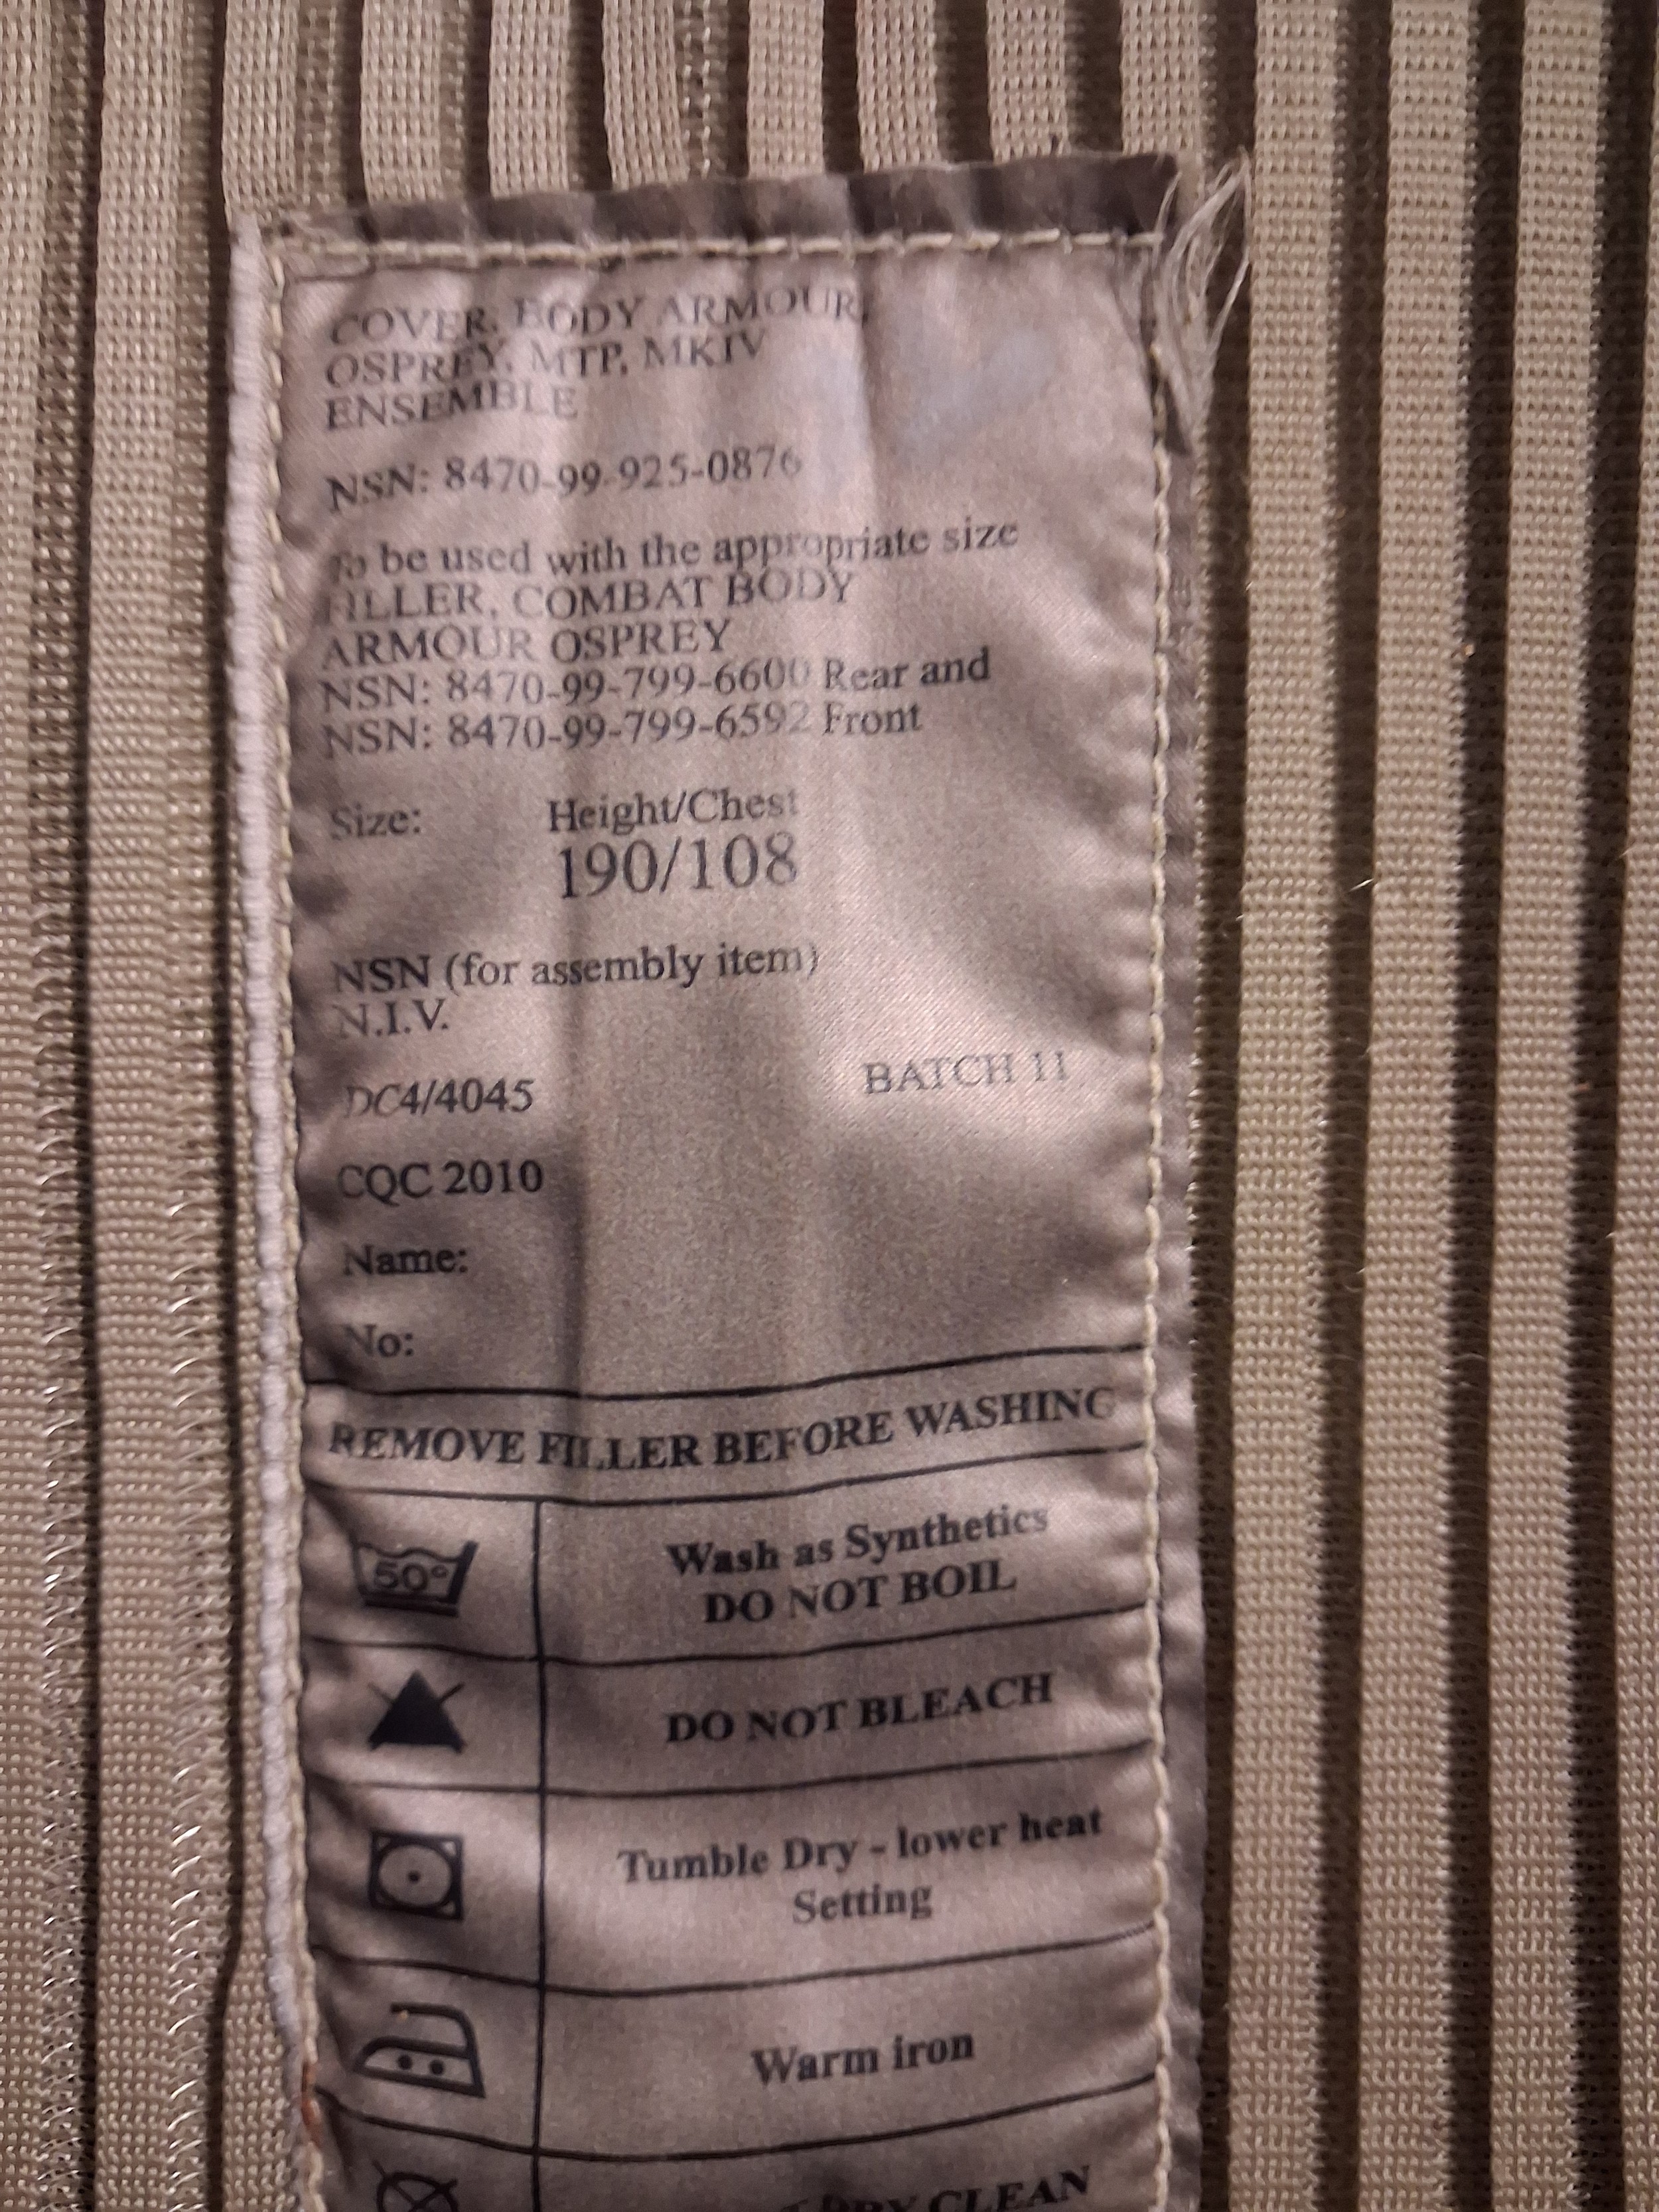 COVER, BODY ARMOUR,
OSPREY, MTP, MKIV
ENSEMBLE
NSN: 8470-99-925-0876
To be used with the appropriate size
FILLER, COMBAT BODY
ARMOUR OSPREY
NSN: 8470-99-799-6600 Rear and
NSN: 8470-99-799-6592 Front
Size: Height/Chest
190/108
NSN (for assembly item)
N.I.V.
DC4/4045 BATCH 11
CQC 2010
Name:
No:
REMOVE FILLER BEFORE WASHING
50° Wash as Synthetics
DO NOT BOIL
DO NOT BLEACH
Tumble Dry - lower heat
Setting
Warm iron
DRY CLEAN